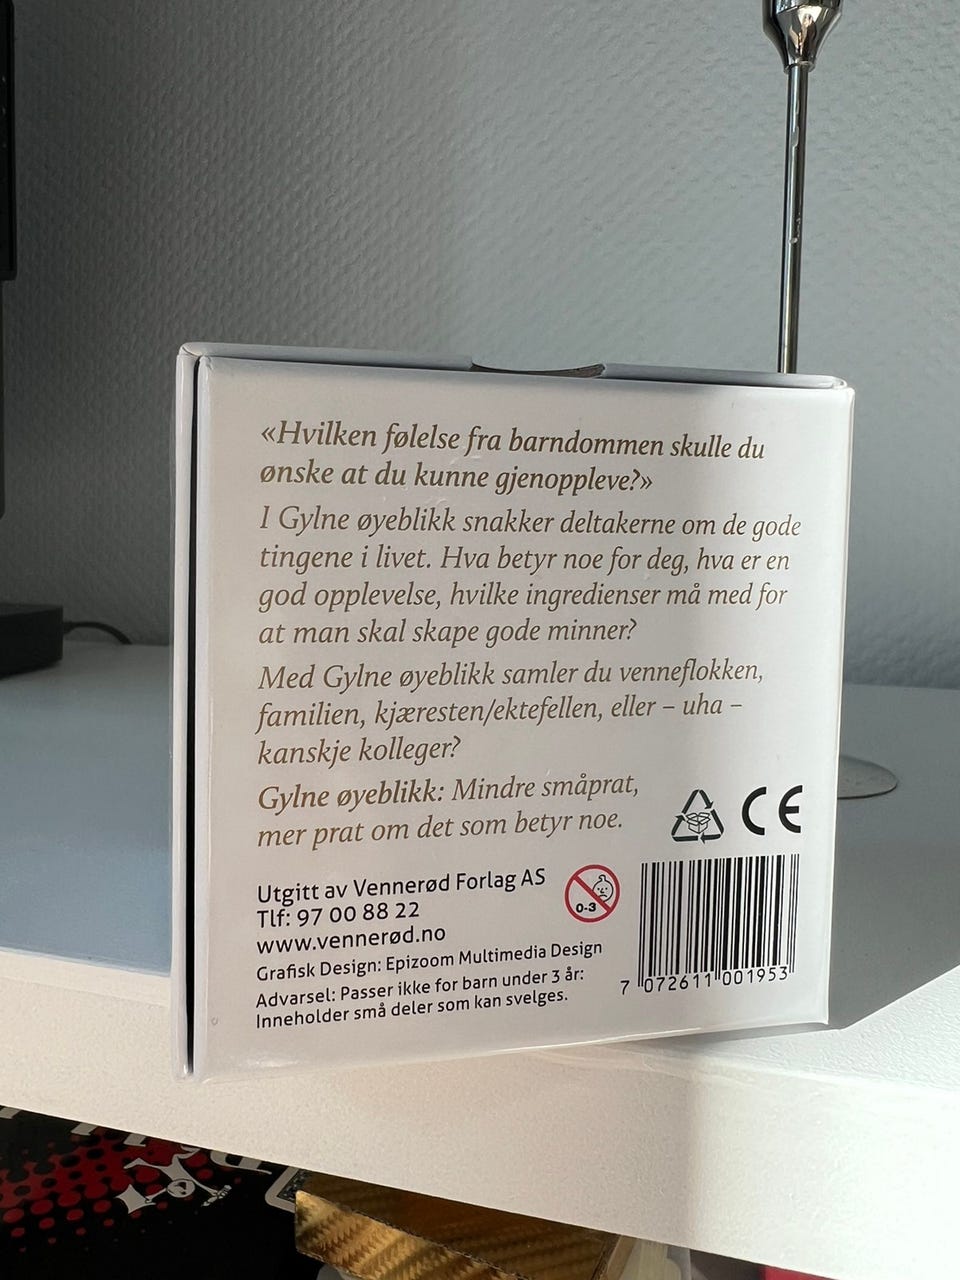 «Hvilken følelse fra barndommen skulle du
ønske at du kunne gjenoppleve?»
I Gylne øyeblikk snakker deltakerne om de gode
tingene i livet. Hva betyr noe for deg, hva er en
god opplevelse, hvilke ingredienser må med for
at man skal skape gode minner?
Med Gylne øyeblikk samler du venneflokken,
familien, kjæresten/ektefellen, eller – uha –
kanskje kolleger?
Gylne øyeblikk: Mindre småprat,
mer prat om det som betyr noe.
CE
Utgitt av Vennerød Forlag AS
Tlf: 97 00 88 22
www.vennerød.no
Grafisk Design: Epizoom Multimedia Design
Advarsel: Passer ikke for barn under 3 år:
Inneholder små deler som kan svelges.
0-3
7 072611 001953